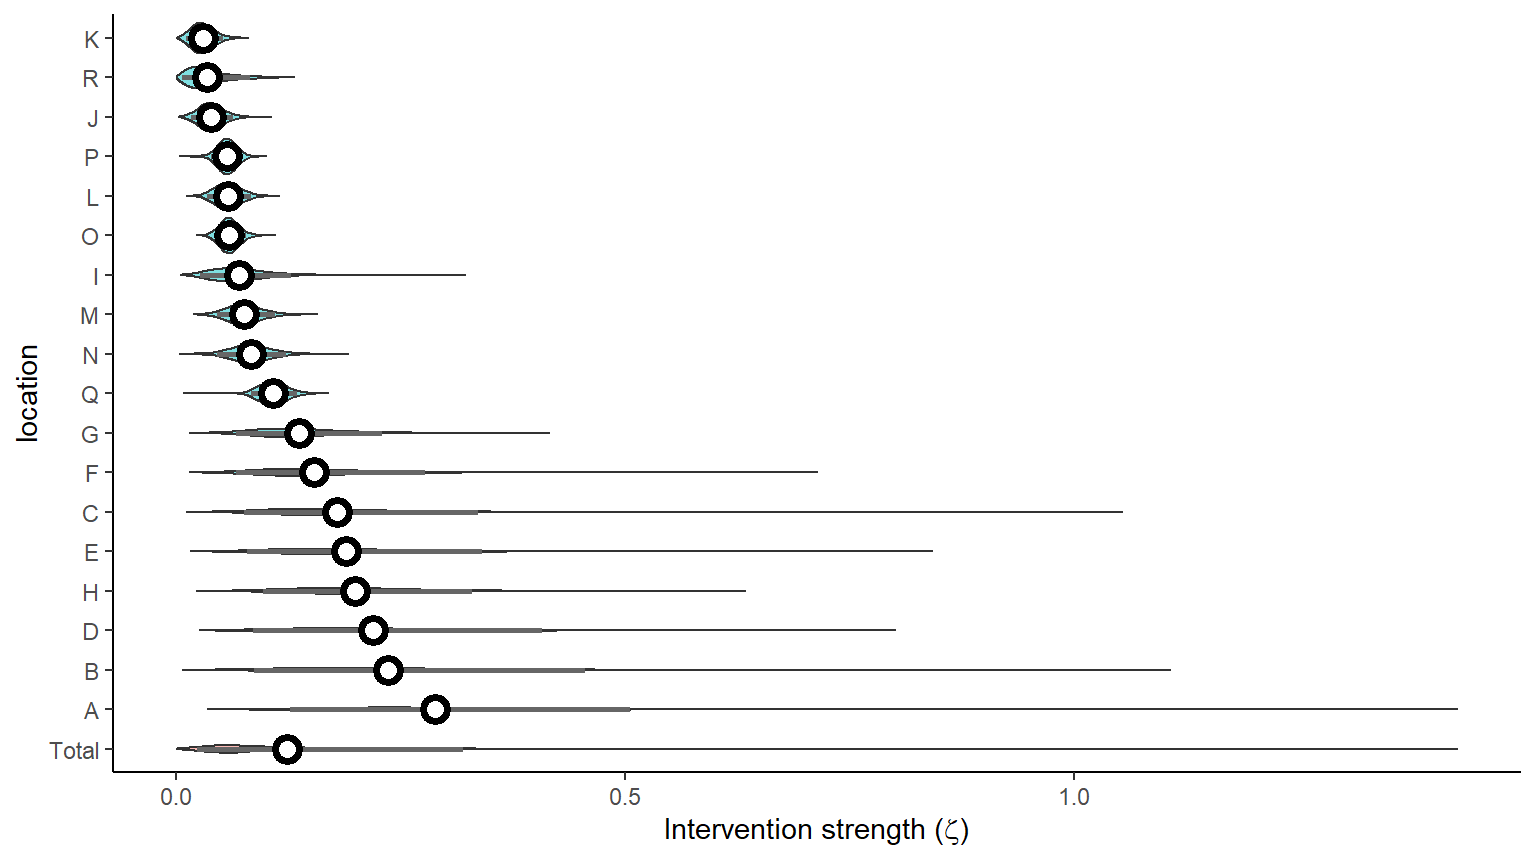 K
R
J
P
L
O
I
M
N
Q
G
F
C
E
H
D
B
A
Total
location
0.0 0.5 1.0
Intervention strength (ζ)